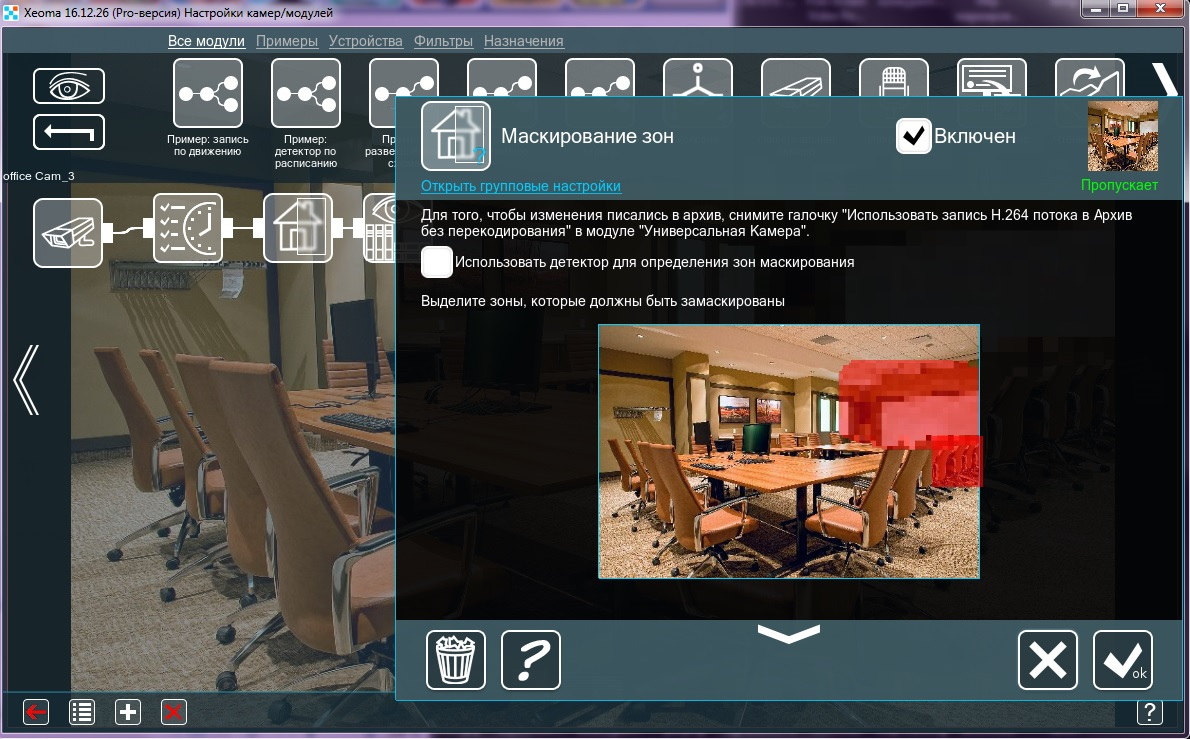 Xeoma 16.12.26 (Pro-версия) Настройки камер/модулей
Все модули Примеры Устройства Фильтры Назначения
Пример: запись
по движению
Пример:
детектор по
расписанию
Пр
разве
с
Маскирование зон
Включен
Пропускает
Открыть групповые настройки
office Cam_3
Для того, чтобы изменения писались в архив, снимите галочку "Использовать запись H.264 потока в Архив
без перекодирования" в модуле "Универсальная Камера".
Использовать детектор для определения зон маскирования
Выделите зоны, которые должны быть замаскированы
?
ok
?